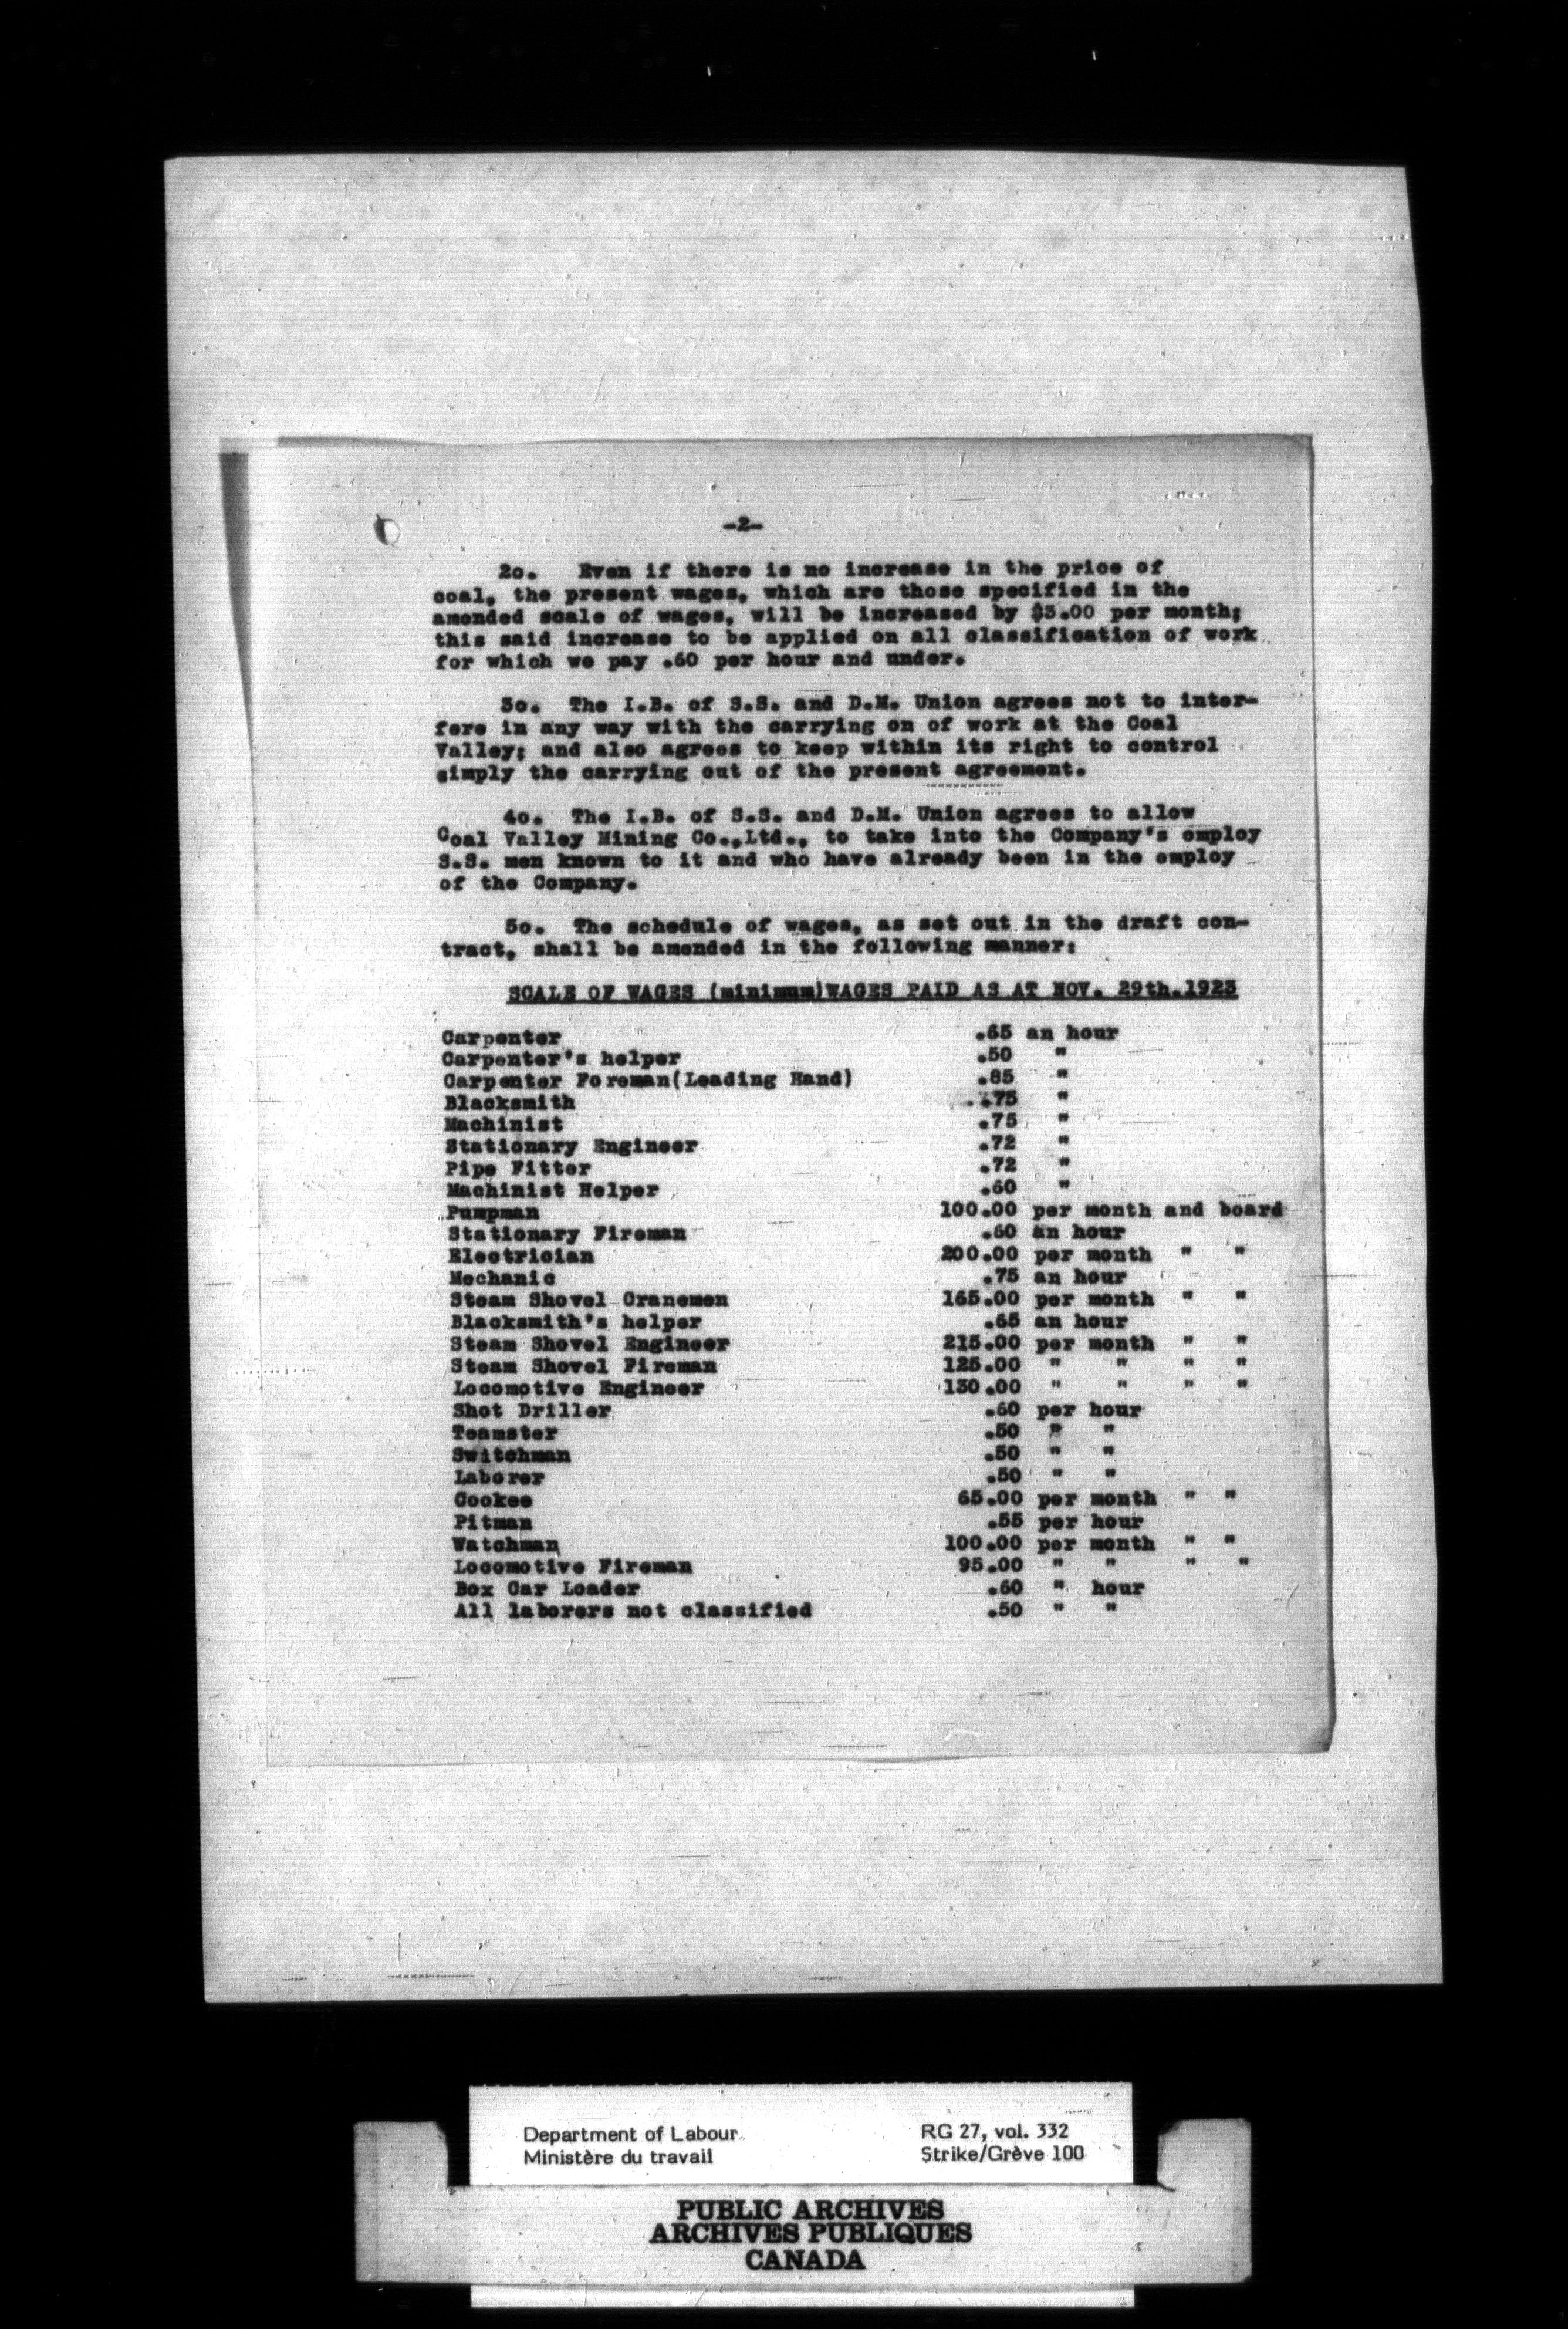 -2-
2o. Even if there is no increase in the price of
coal, the present wages, which are those specified in the
amended scale of wages, will be increased by $5.00 per month;
this said increase to be applied on all classification of work
for which we pay .60 per hour and under.
3o. The I.B. of S.S. and D.M. Union agrees not to inter-
fere in any way with the carrying on of work at the Coal
Valley; and also agrees to keep within its right to control
simply the carrying out of the present agreement.
4o. The I.B. of S.S. and D.M. Union agrees to allow
Coal Valley Mining Co.,Ltd., to take into the Company's employ
S.S. men known to it and who have already been in the employ
of the Company.
5o. The schedule of wages, as set out in the draft con-
tract, shall be amended in the following manner:
SCALE OF WAGES (minimum)WAGES PAID AS AT NOV. 29th.1923
Carpenter .65 an hour
Carpenter's helper .50 "
Carpenter Foreman(Leading Hand) .85 "
Blacksmith .75 "
Machinist .75 "
Stationary Engineer .72 "
Pipe Fitter .72 "
Machinist Helper .60 "
Pumpman 100.00 per month and board
Stationary Fireman .60 an hour
Electrician 200.00 per month " "
Mechanic .75 an hour
Steam Shovel Cranemen 165.00 per month " "
Blacksmith's helper .65 an hour
Steam Shovel Engineer 215.00 per month " "
Steam Shovel Fireman 125.00 " " " "
Locomotive Engineer 130.00 " " " "
Shot Driller .60 per hour
Teamster .50 " "
Switchman .50 " "
Laborer .50 " "
Cookee 65.00 per month " "
Pitman .55 per hour
Watchman 100.00 per month " "
Locomotive Fireman 95.00 " " " "
Box Car Loader .60 " hour
All laborers not classified .50 " "
Department of Labour RG 27, vol. 332
Ministère du travail Strike/Grève 100
PUBLIC ARCHIVES
ARCHIVES PUBLIQUES
CANADA